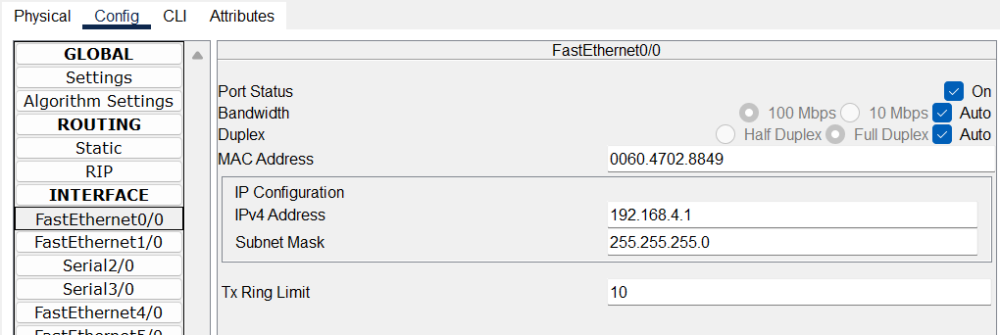 Physical Config CLI Attributes
GLOBAL
Settings
Algorithm Settings
ROUTING
Static
RIP
INTERFACE
FastEthernet0/0
FastEthernet1/0
Serial2/0
Serial3/0
FastEthernet4/0
FastEthernet5/0
FastEthernet0/0
Port Status On
Bandwidth 100 Mbps 10 Mbps Auto
Duplex Half Duplex Full Duplex Auto
MAC Address 0060.4702.8849
IP Configuration
IPv4 Address 192.168.4.1
Subnet Mask 255.255.255.0
Tx Ring Limit 10